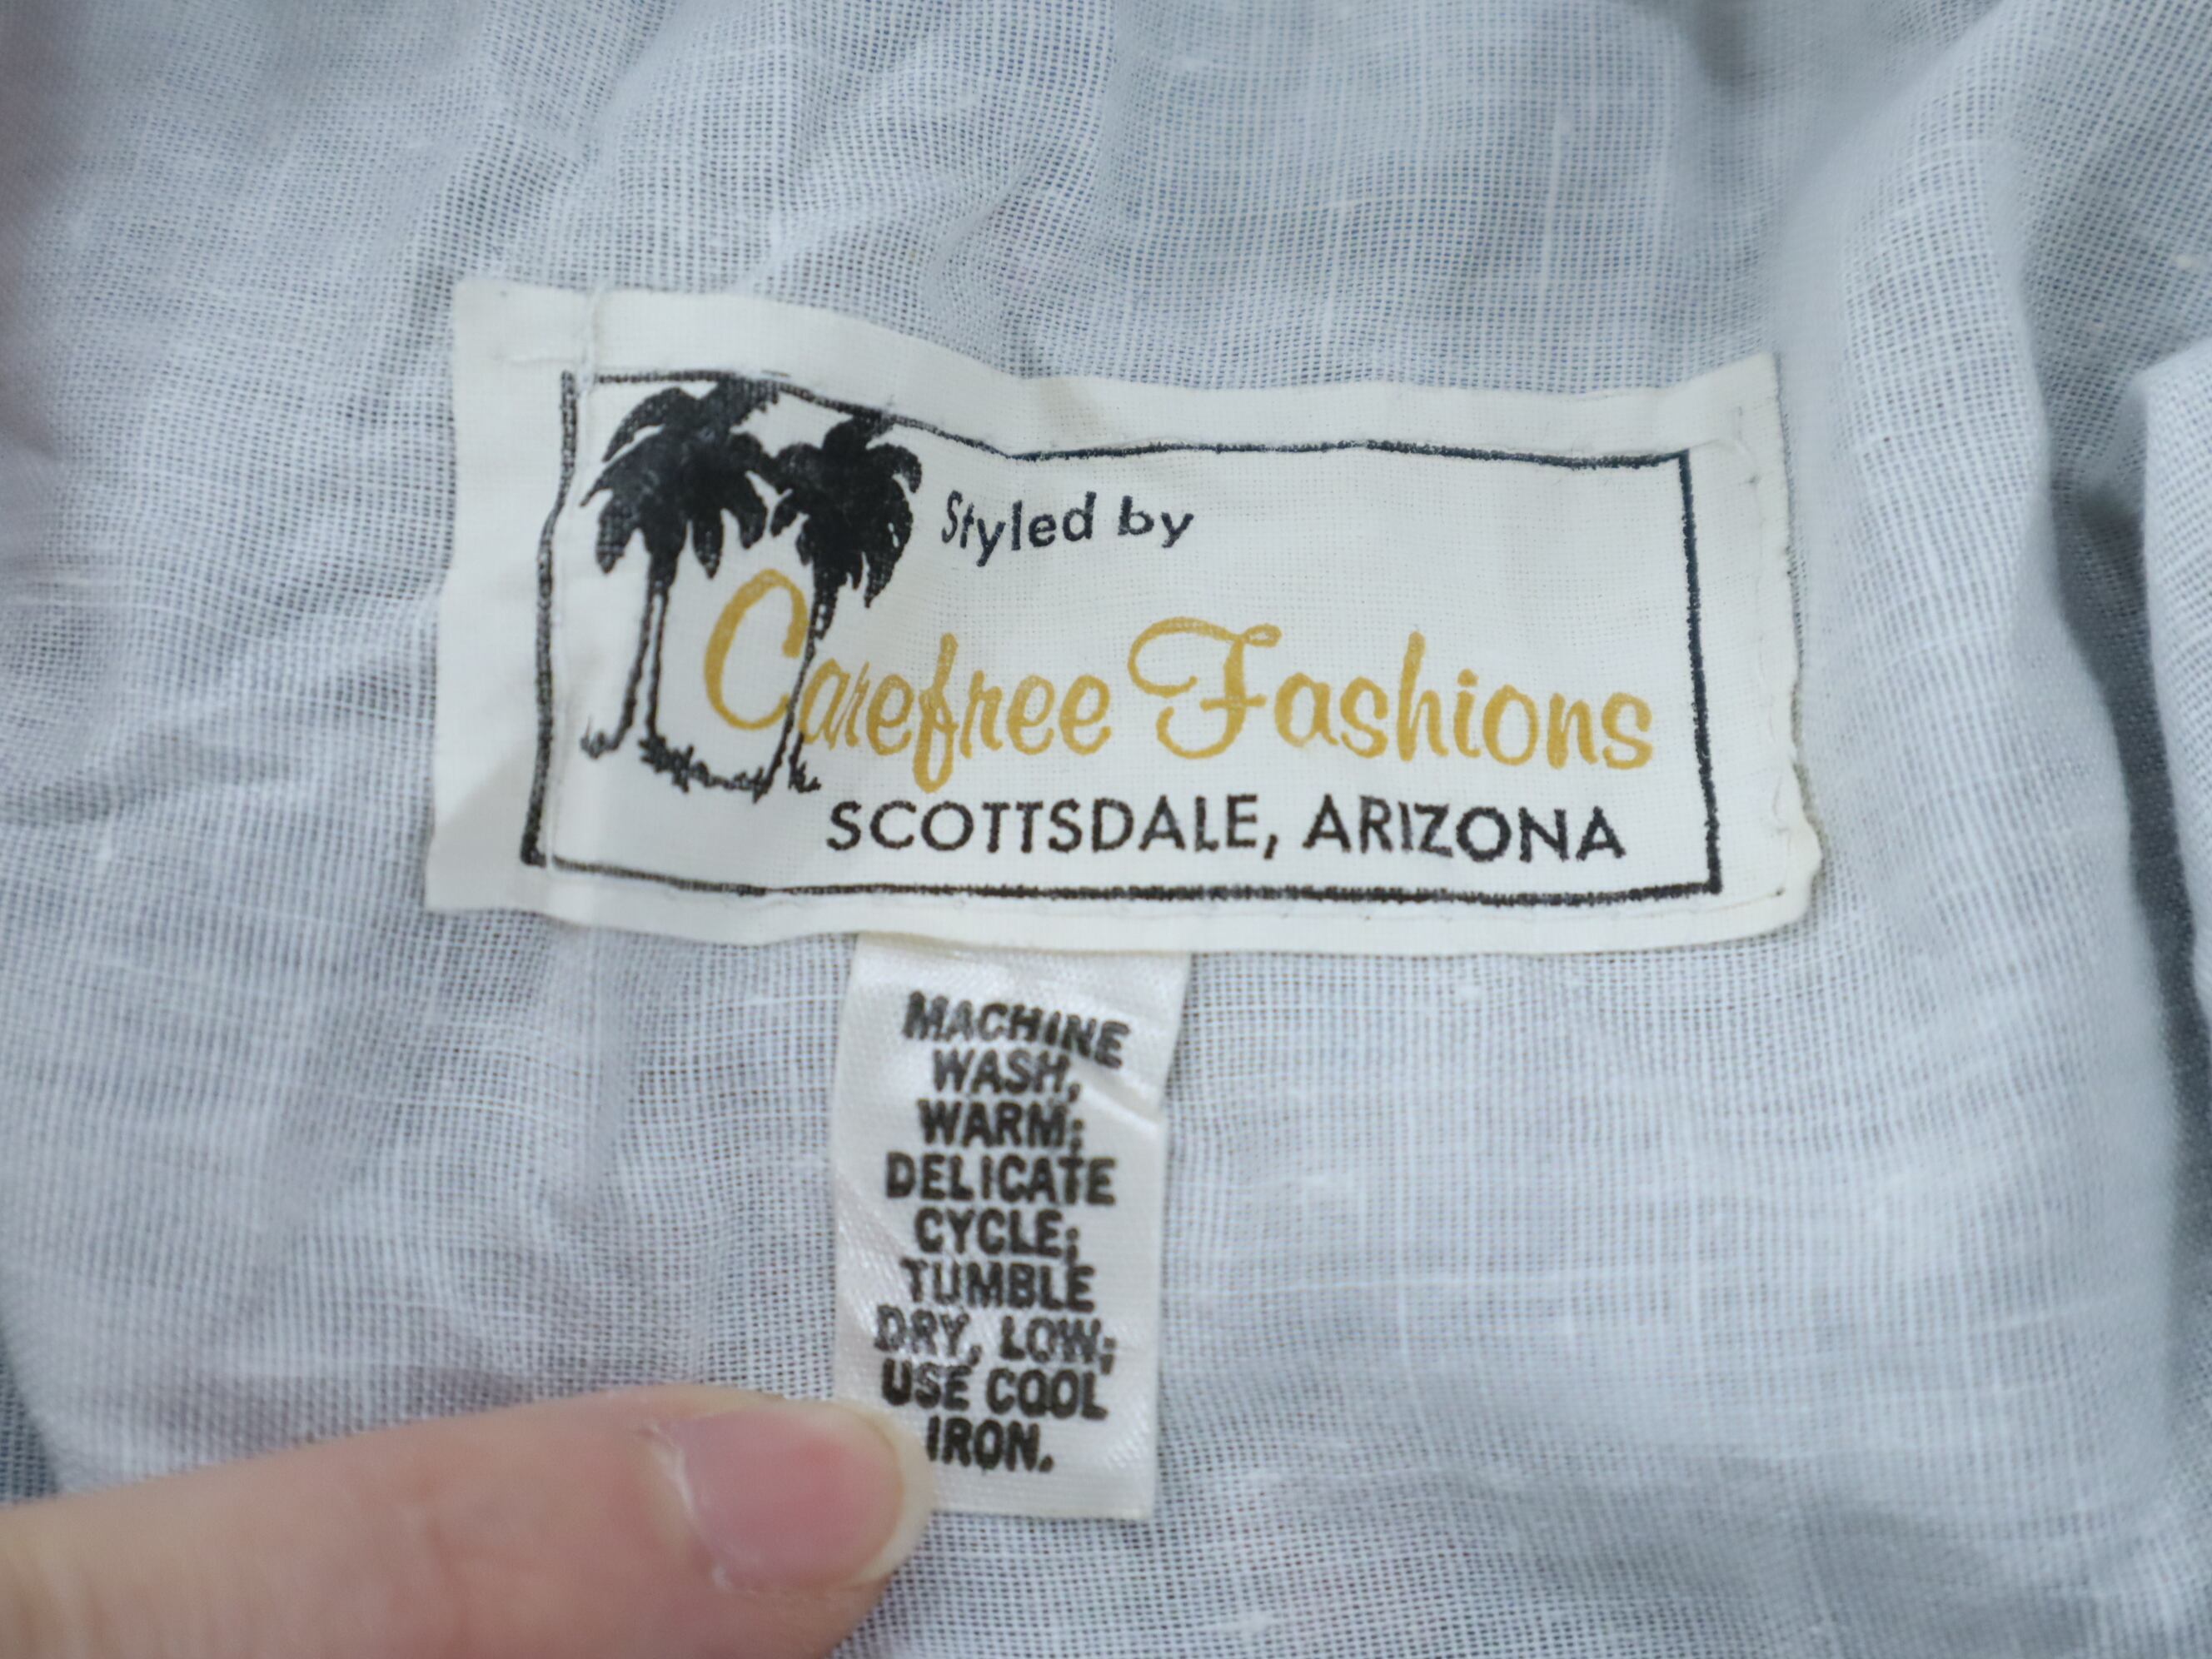 Styled by
Carefree Fashions
SCOTTSDALE, ARIZONA
MACHINE
WASH,
WARM;
DELICATE
CYCLE;
TUMBLE
DRY, LOW;
USE COOL
IRON.